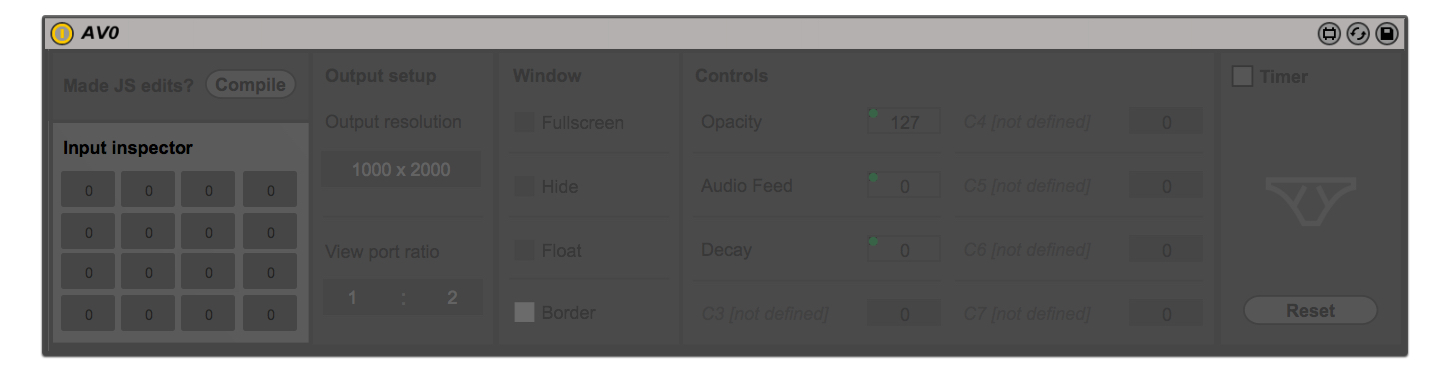 AV0
Made JS edits? Compile
Input inspector
0 0 0 0
0 0 0 0
0 0 0 0
0 0 0 0
Output setup
Output resolution
1000 x 2000
View port ratio
1 : 2
Window
Fullscreen
Hide
Float
Border
Controls
Opacity 127 C4 [not defined] 0
Audio Feed 0 C5 [not defined] 0
Decay 0 C6 [not defined] 0
C3 [not defined] 0 C7 [not defined] 0
Timer
Reset